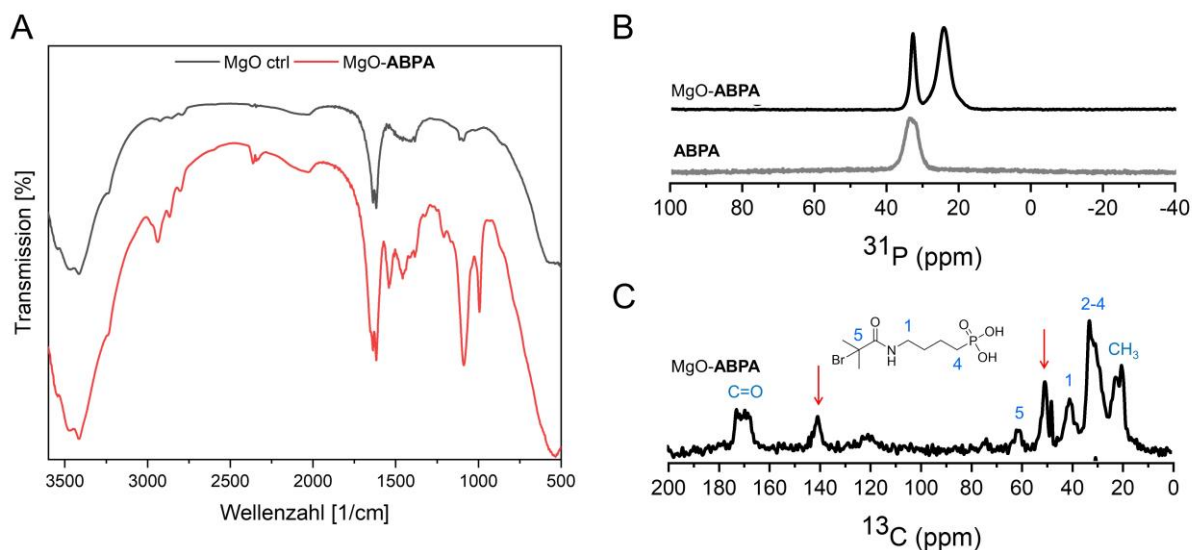 A
MgO ctrl MgO-ABPA
Transmission [%]
3500 3000 2500 2000 1500 1000 500
Wellenzahl [1/cm]
B
MgO-ABPA
ABPA
100 80 60 40 20 0 -20 -40
31P (ppm)
C
2-4
5 O 1 O OH
CH3
MgO-ABPA
Br N H 4 P OH
1
C=O
5
200 180 160 140 120 100 80 60 40 20 0
13C (ppm)